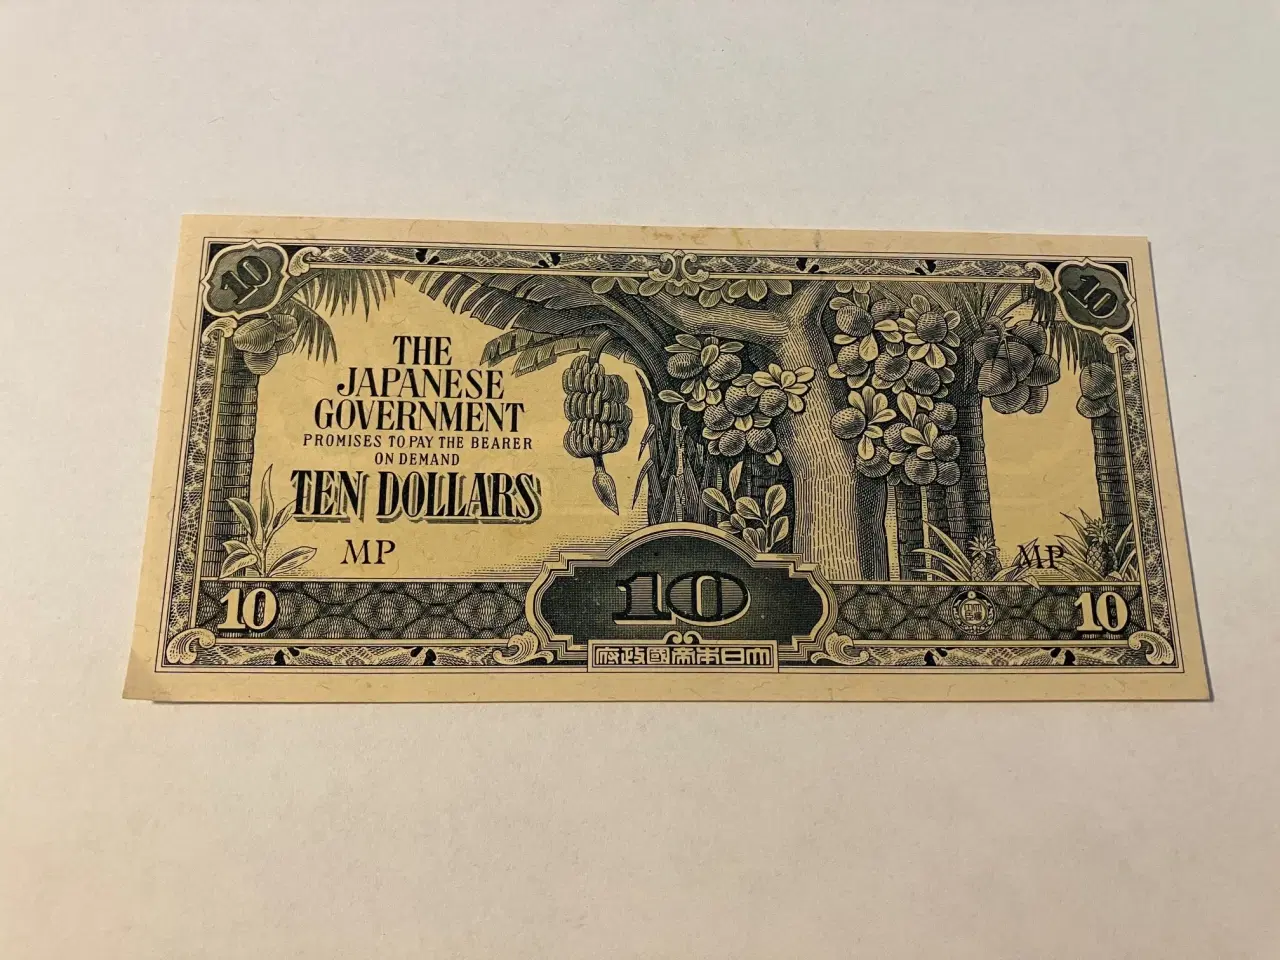 10 10
THE
JAPANESE
GOVERNMENT
PROMISES TO PAY THE BEARER
ON DEMAND
TEN DOLLARS
MP MP
10 10 10
府政國帝本日大